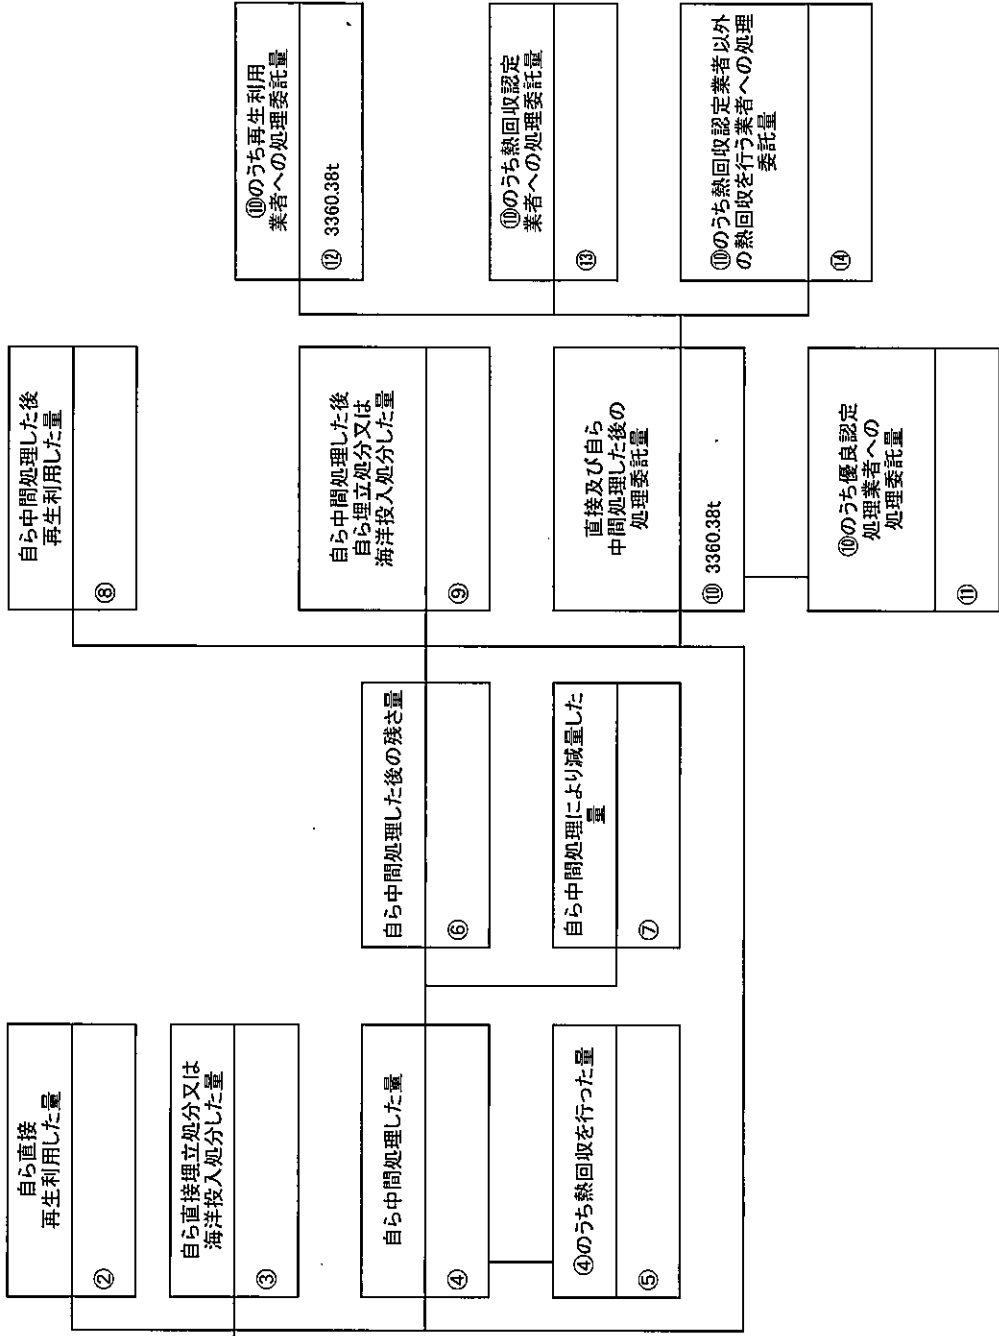 自ら直接
再生利用した量
②
自ら直接埋立処分又は
海洋投入処分した量
③
自ら中間処理した量
④
④のうち熱回収を行った量
⑤
自ら中間処理した後の残さ量
⑥
自ら中間処理により減量した
量
⑦
自ら中間処理した後
再生利用した量
⑧
自ら中間処理した後
自ら埋立処分又は
海洋投入処分した量
⑨
直接及び自ら
中間処理した後の
処理委託量
⑩ 3360.38t
⑩のうち優良認定
処理業者への
処理委託量
⑪
⑩のうち再生利用
業者への処理委託量
⑫ 3360.38t
⑩のうち熱回収認定
業者への処理委託量
⑬
⑩のうち熱回収認定業者以外
の熱回収を行う業者への処理
委託量
⑭